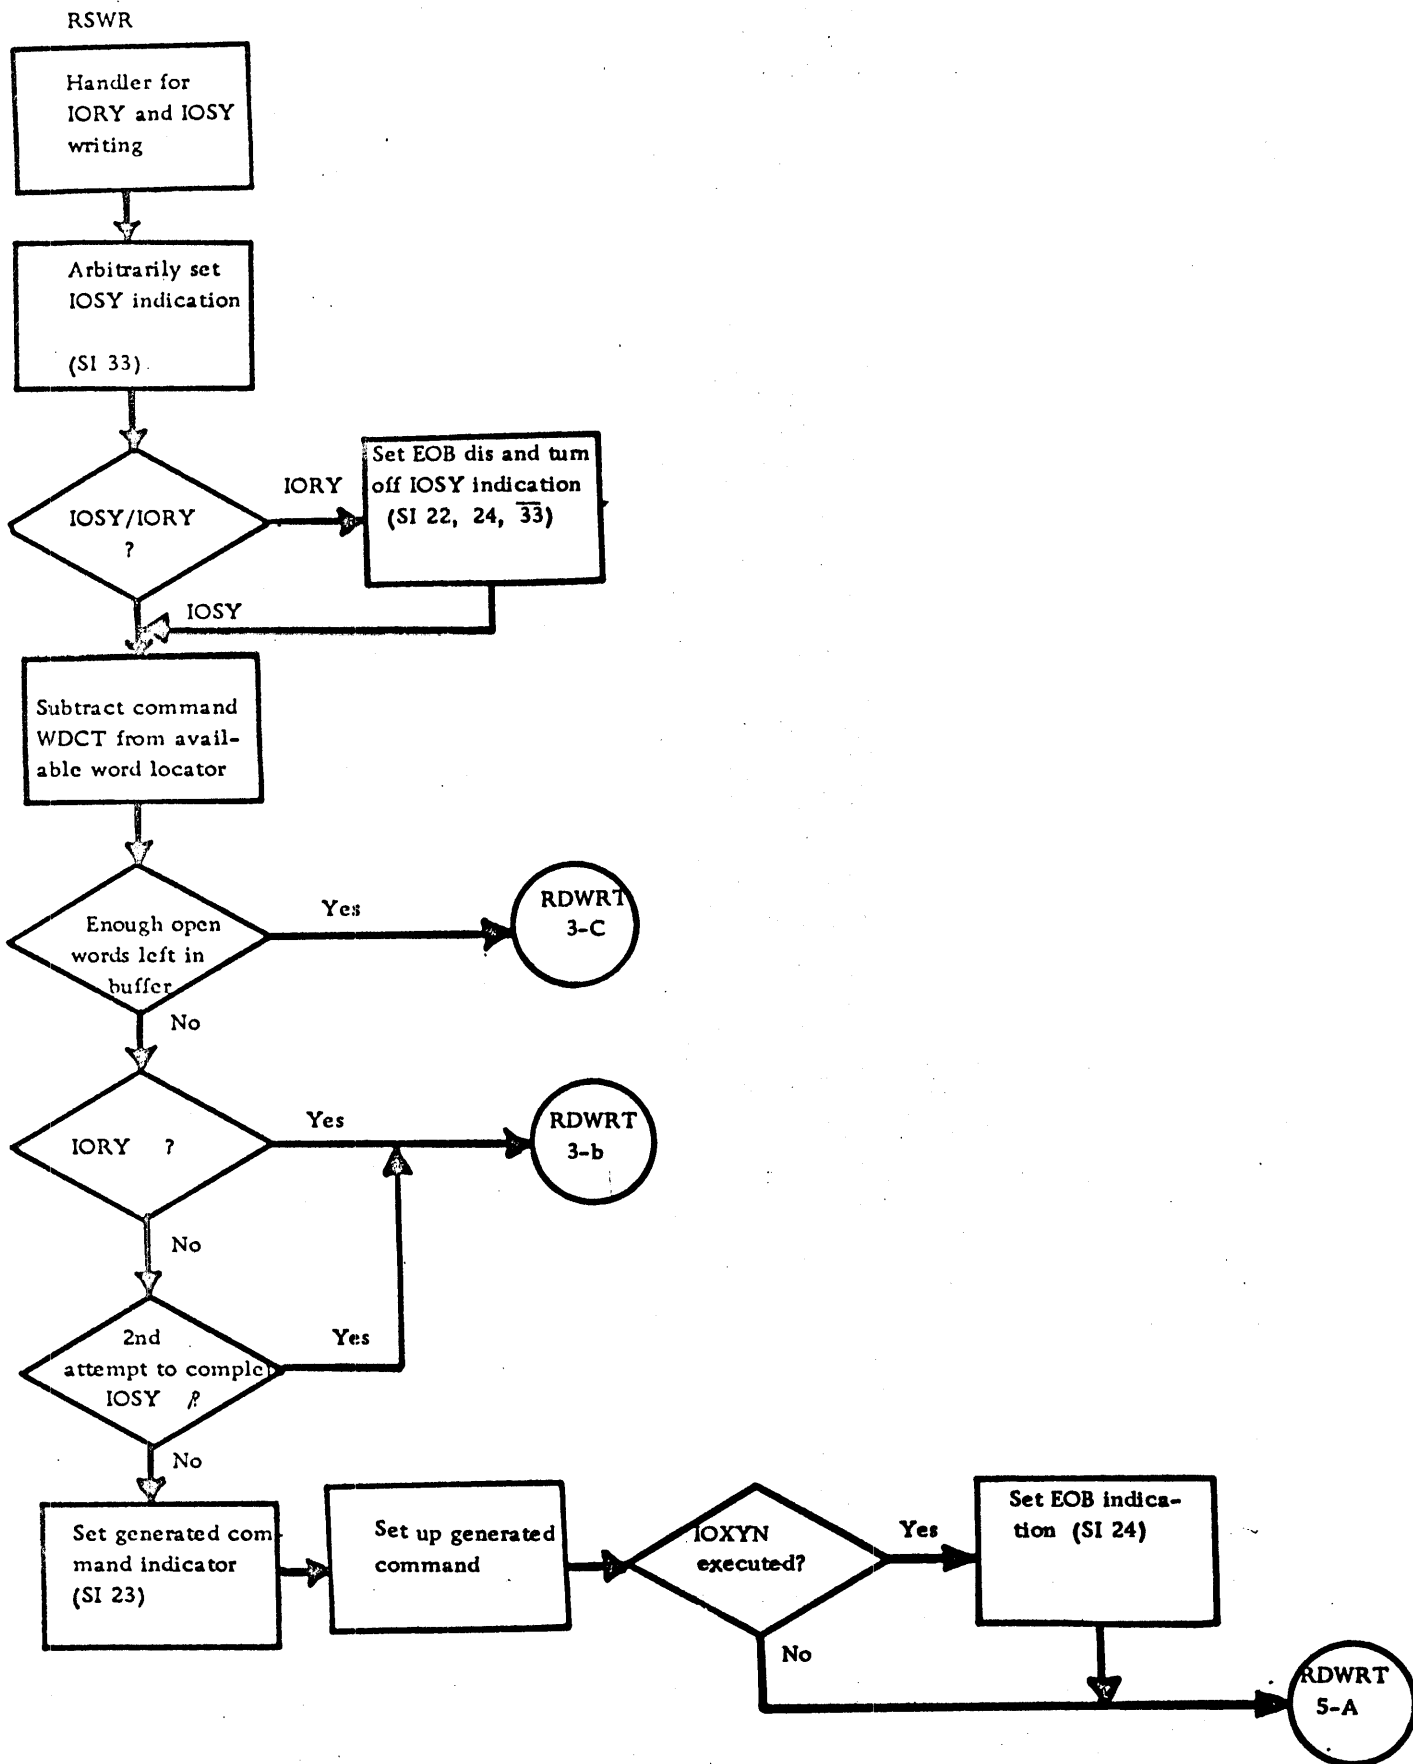 RSWR
Handler for
IORY and IOSY
writing
Arbitrarily set
IOSY indication
(SI 33)
IOSY/IORY
?
IORY
Set EOB dis and turn
off IOSY indication
(SI 22, 24, 3̅3̅)
IOSY
Subtract command
WDCT from avail-
able word locator
Enough open
words left in
buffer
Yes
RDWRT
3-C
No
IORY ?
Yes
RDWRT
3-b
No
2nd
attempt to comple
IOSY ?
Yes
No
Set generated com-
mand indicator
(SI 23)
Set up generated
command
IOXYN
executed?
Yes
Set EOB indica-
tion (SI 24)
No
RDWRT
5-A